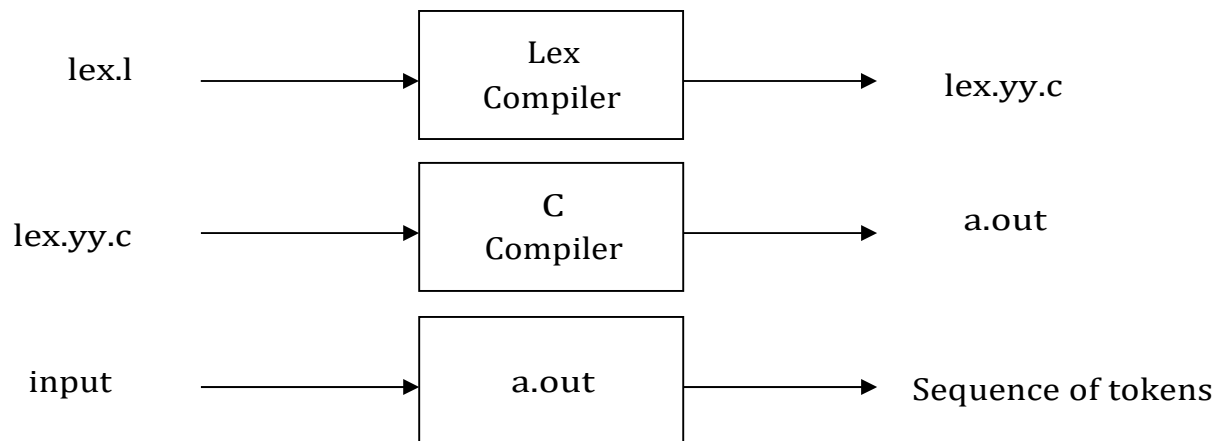 lex.l
Lex
Compiler
lex.yy.c
lex.yy.c
C
Compiler
a.out
input
a.out
Sequence of tokens